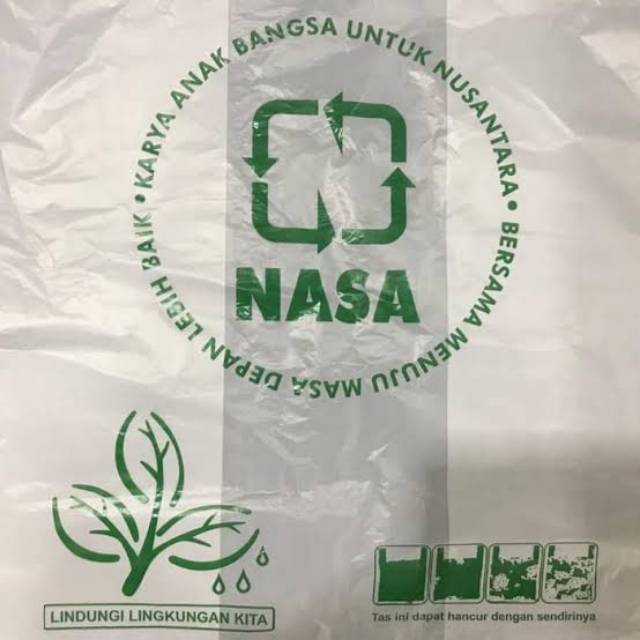 • KARYA ANAK BANGSA UNTUK NUSANTARA • BERSAMA MENUJU MASA DEPAN LEBIH BAIK
NASA
LINDUNGI LINGKUNGAN KITA
Tas ini dapat hancur dengan sendirinya